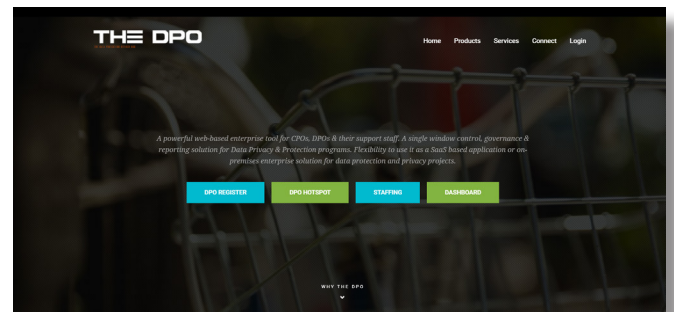 THE DPO
Home Products Services Connect Login
A powerful web-based enterprise tool for CPOs, DPOs & their support staff. A single window control, governance &
reporting solution for Data Privacy & Protection programs. Flexibility to use it as a SaaS based application or on-
premises enterprise solution for data protection and privacy projects.
DPO REGISTER DPO HOTSPOT STAFFING DASHBOARD
WHY THE DPO